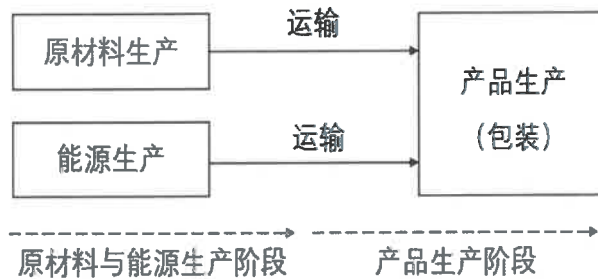 运输
原材料生产
产品生产
(包装)
运输
能源生产
原材料与能源生产阶段
产品生产阶段